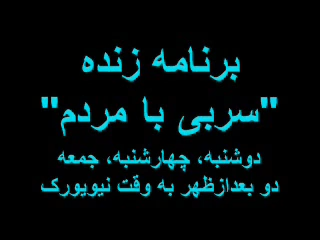 برنامه زنده
"سربی با مردم"
دوشنبه، چهارشنبه، جمعه
دو بعدازظهر به وقت نیویورک